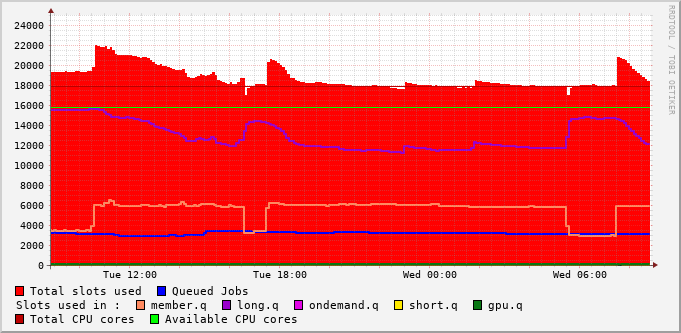 24000
22000
20000
18000
16000
14000
12000
10000
8000
6000
4000
2000
0
Tue 12:00 Tue 18:00 Wed 00:00 Wed 06:00
RRDTOOL / TOBI OETIKER
Total slots used Queued Jobs
Slots used in : member.q long.q ondemand.q short.q gpu.q
Total CPU cores Available CPU cores